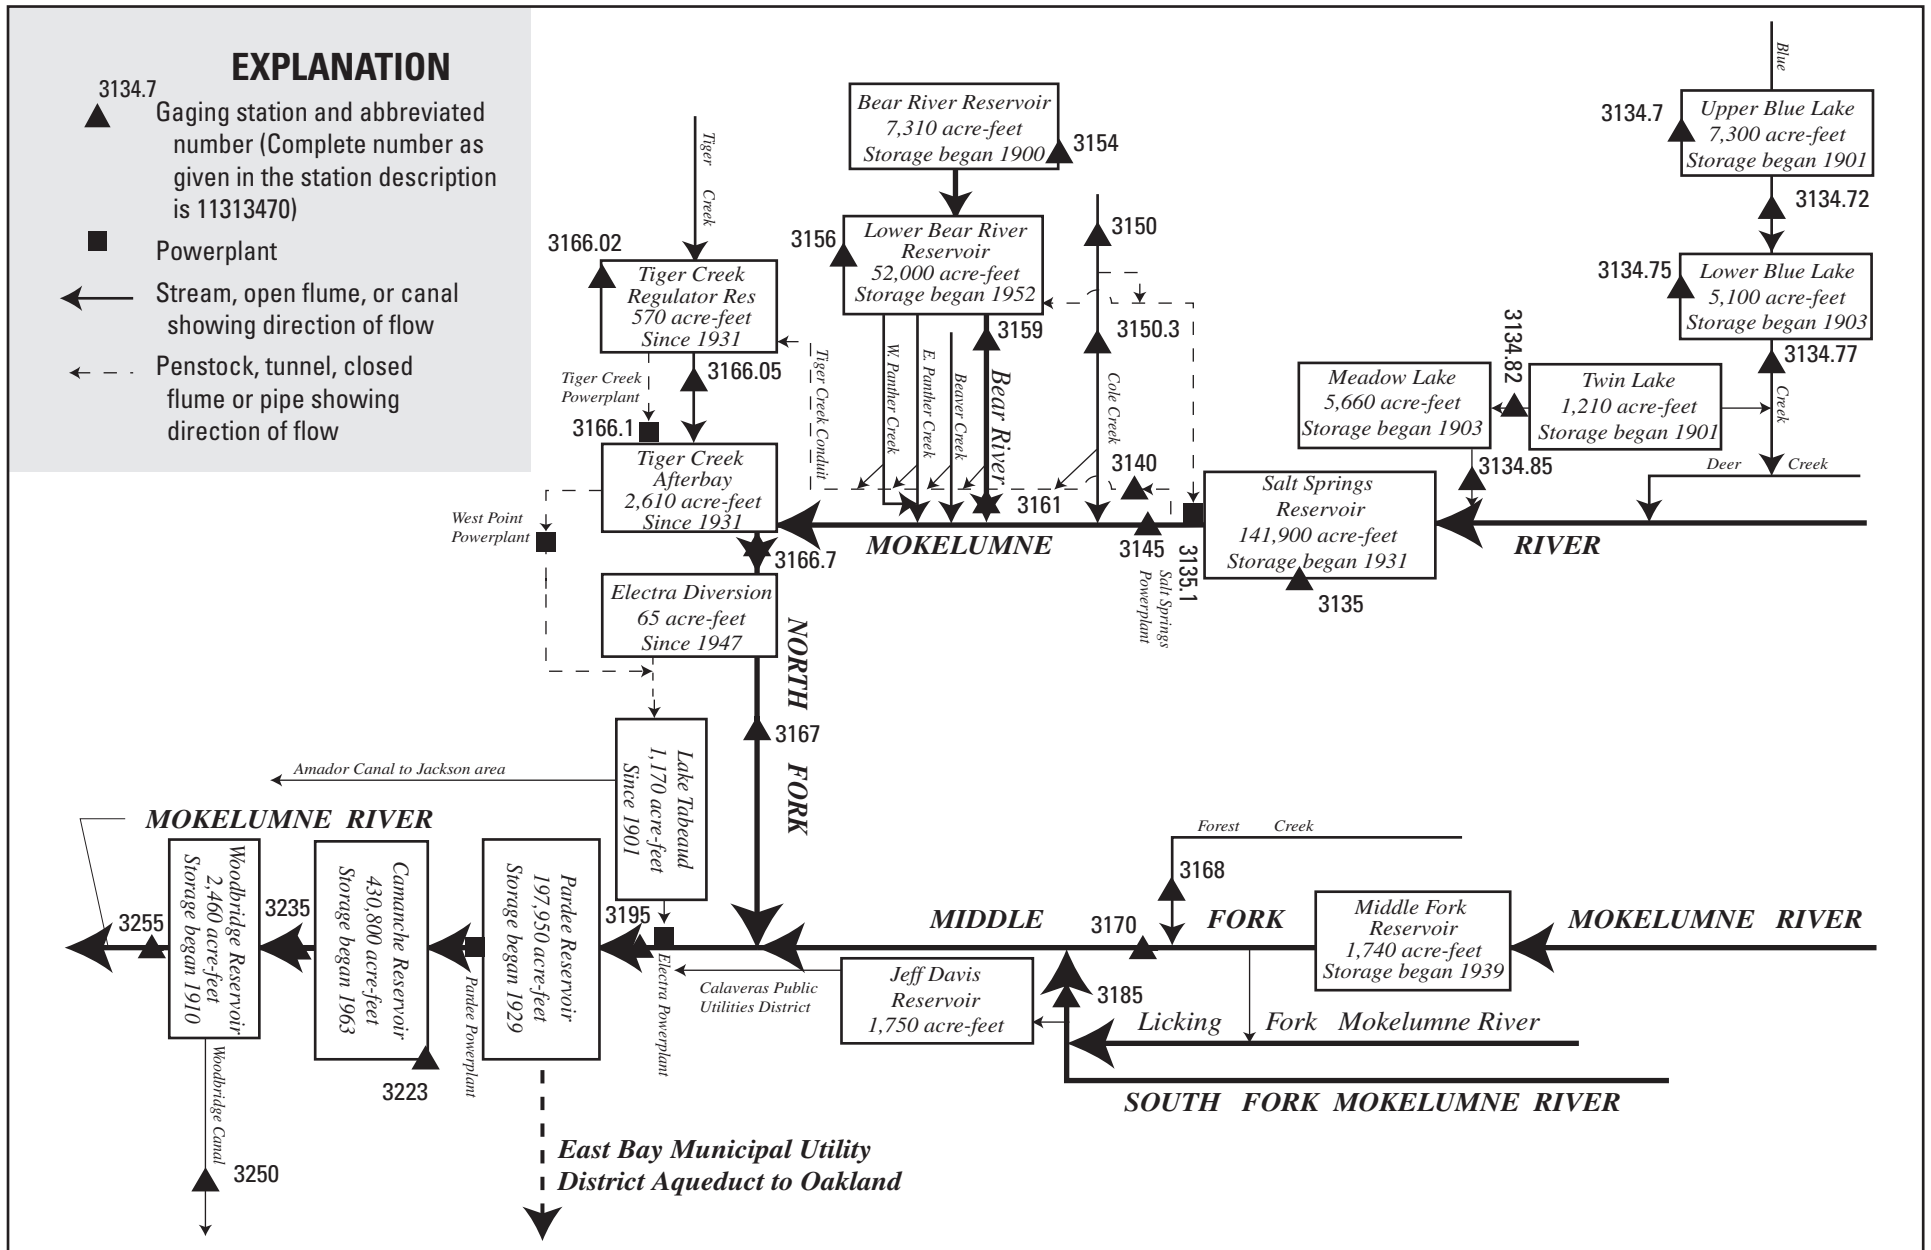 EXPLANATION
3134.7
Gaging station and abbreviated
number (Complete number as
given in the station description
is 11313470)
Powerplant
Stream, open flume, or canal
showing direction of flow
Penstock, tunnel, closed
flume or pipe showing
direction of flow
Blue
Upper Blue Lake
7,300 acre-feet
Storage began 1901
3134.7
3134.72
Lower Blue Lake
5,100 acre-feet
Storage began 1903
3134.75
3134.77
Creek
Twin Lake
1,210 acre-feet
Storage began 1901
3134.82
Meadow Lake
5,660 acre-feet
Storage began 1903
3134.85
Deer Creek
Bear River Reservoir
7,310 acre-feet
Storage began 1900
3154
Lower Bear River
Reservoir
52,000 acre-feet
Storage began 1952
3156
3159
3150
3150.3
Tiger Creek
3166.02
Tiger Creek
Regulator Res
570 acre-feet
Since 1931
3166.05
Tiger Creek
Powerplant
3166.1
Tiger Creek Conduit
W. Panther Creek
E. Panther Creek
Beaver Creek
Bear River
Cole Creek
3161
3140
3145
3135.1
Salt Springs
Powerplant
Salt Springs
Reservoir
141,900 acre-feet
Storage began 1931
3135
MOKELUMNE RIVER
Tiger Creek
Afterbay
2,610 acre-feet
Since 1931
3166.7
West Point
Powerplant
Electra Diversion
65 acre-feet
Since 1947
NORTH FORK
3167
Lake Tabeaud
1,170 acre-feet
Since 1901
Amador Canal to Jackson area
MOKELUMNE RIVER
Woodbridge Reservoir
2,460 acre-feet
Storage began 1910
3255
3235
Camanche Reservoir
430,800 acre-feet
Storage began 1963
3223
Pardee Powerplant
Pardee Reservoir
197,950 acre-feet
Storage began 1929
3195
Electra Powerplant
Woodbridge Canal
3250
East Bay Municipal Utility
District Aqueduct to Oakland
Calaveras Public
Utilities District
Jeff Davis
Reservoir
1,750 acre-feet
MIDDLE FORK
MOKELUMNE RIVER
3170
Forest Creek
3168
Middle Fork
Reservoir
1,740 acre-feet
Storage began 1939
3185
Licking Fork Mokelumne River
SOUTH FORK MOKELUMNE RIVER